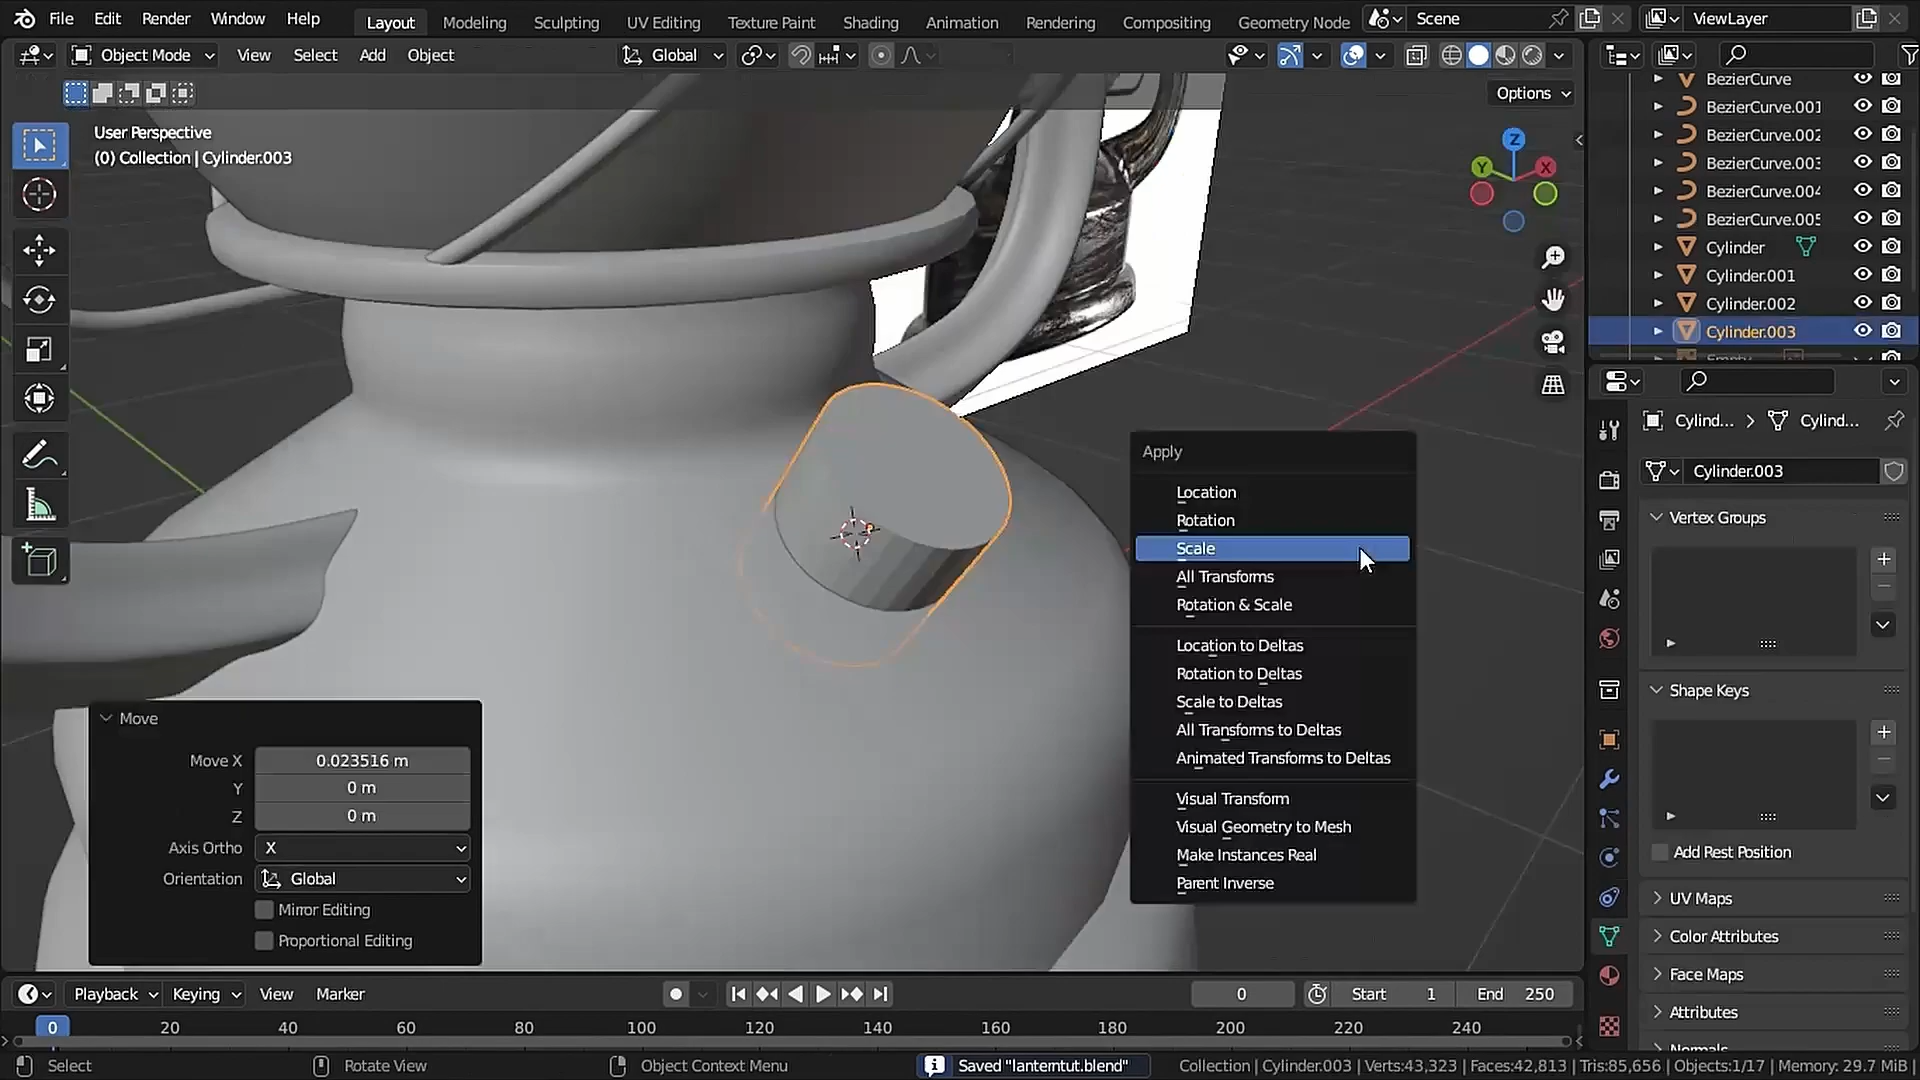 File Edit Render Window Help Layout Modeling Sculpting UV Editing Texture Paint Shading Animation Rendering Compositing Geometry Node Scene ViewLayer
Object Mode View Select Add Object Global
Options
User Perspective
(0) Collection | Cylinder.003
Z
Y
X
BezierCurve
BezierCurve.001
BezierCurve.002
BezierCurve.003
BezierCurve.004
BezierCurve.005
Cylinder
Cylinder.001
Cylinder.002
Cylinder.003
Empty
Cylind... > Cylind...
Cylinder.003
Vertex Groups
Shape Keys
Add Rest Position
UV Maps
Color Attributes
Face Maps
Attributes
Normals
Apply
Location
Rotation
Scale
All Transforms
Rotation & Scale
Location to Deltas
Rotation to Deltas
Scale to Deltas
All Transforms to Deltas
Animated Transforms to Deltas
Visual Transform
Visual Geometry to Mesh
Make Instances Real
Parent Inverse
Move
Move X 0.023516 m
Y 0 m
Z 0 m
Axis Ortho X
Orientation Global
Mirror Editing
Proportional Editing
Playback Keying View Marker 0 Start 1 End 250
0 20 40 60 80 100 120 140 160 180 200 220 240
Select Rotate View Object Context Menu Saved "lanterntut.blend" Collection | Cylinder.003 | Verts:43,323 | Faces:42,813 | Tris:85,656 | Objects:1/17 | Memory: 29.7 MiB